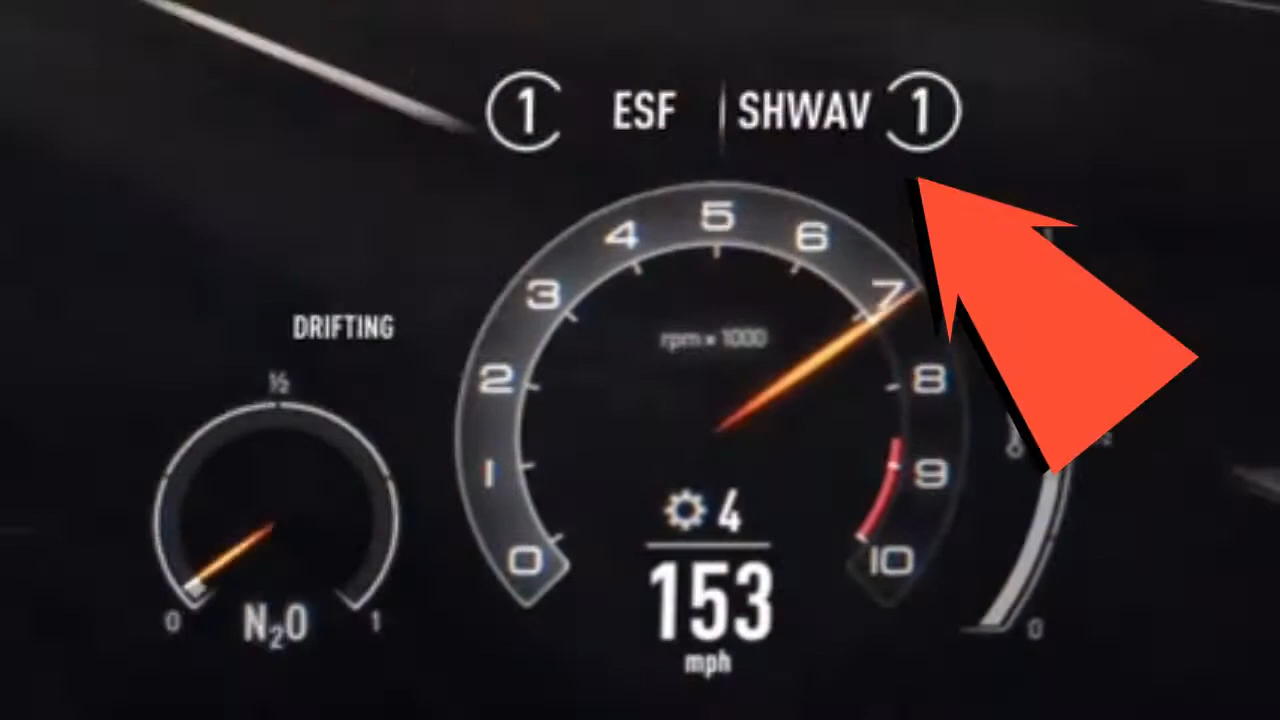 1 ESF SHWAV 1
5
4 6
3 7
DRIFTING
rpm × 1000
2 8
½
1 9
4
0 10
153
0 N₂O 1
0
mph